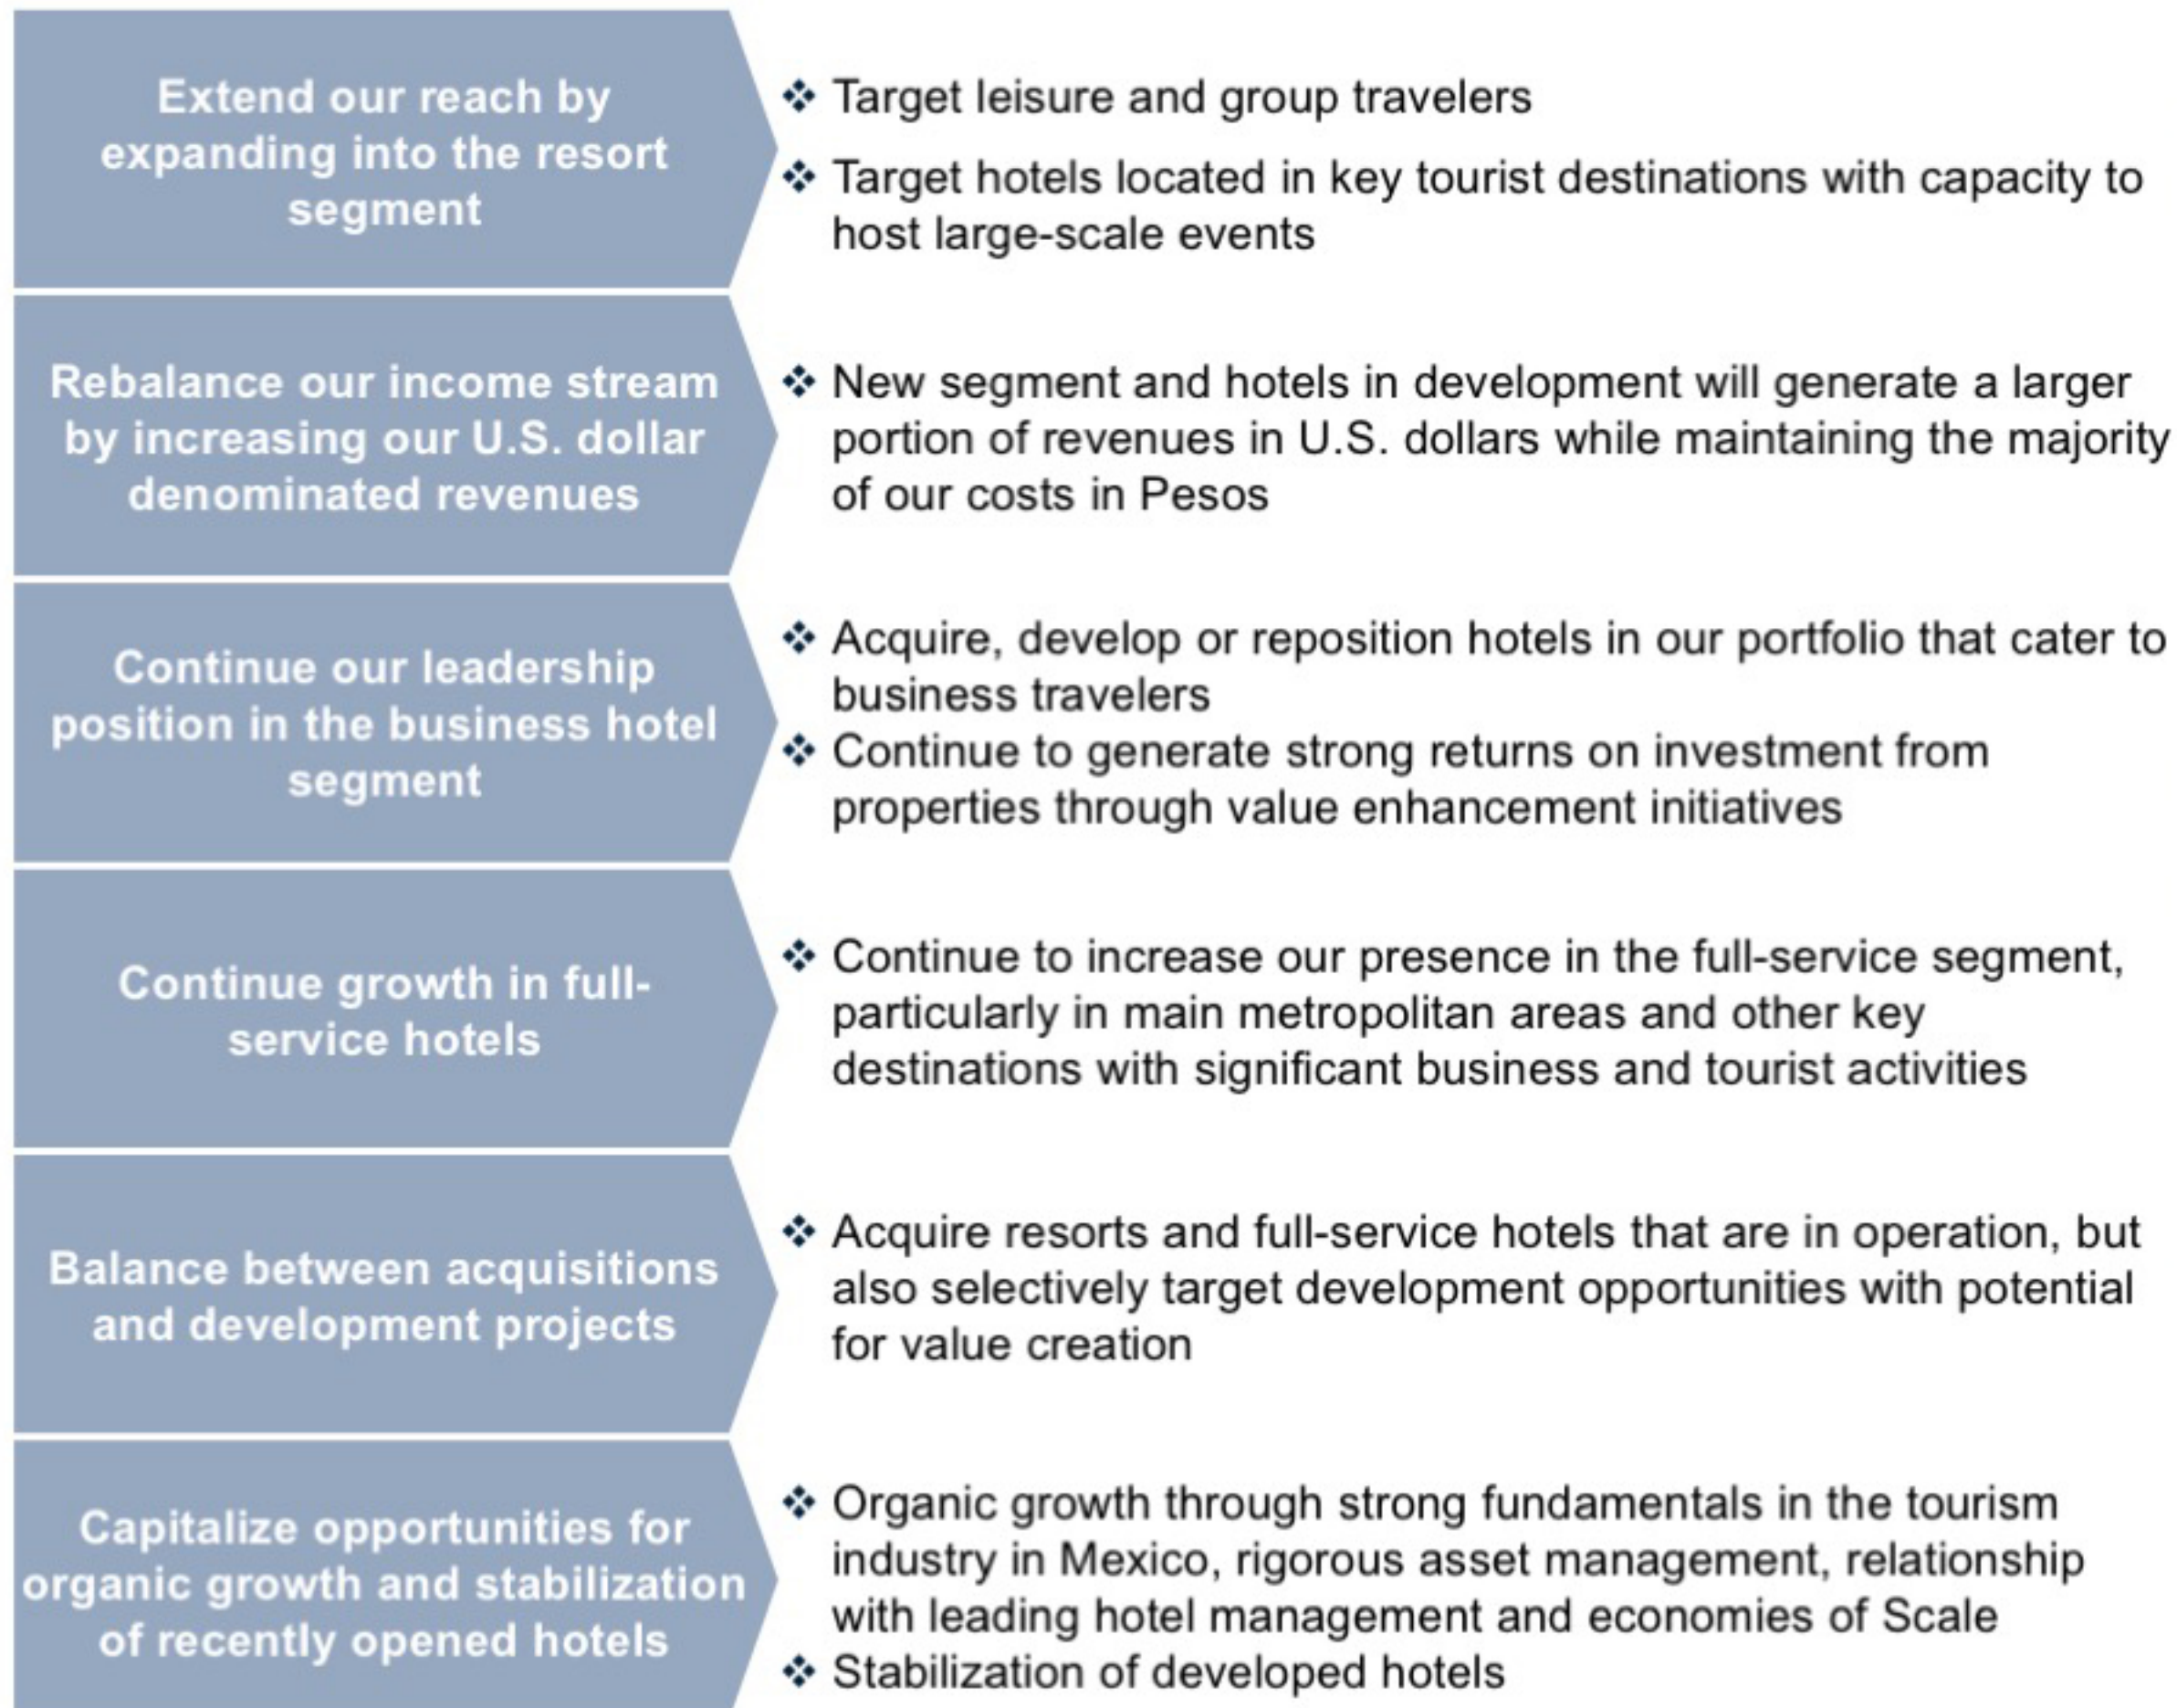 Extend our reach by
expanding into the resort
segment
❖ Target leisure and group travelers
❖ Target hotels located in key tourist destinations with capacity to
host large-scale events
Rebalance our income stream
by increasing our U.S. dollar
denominated revenues
❖ New segment and hotels in development will generate a larger
portion of revenues in U.S. dollars while maintaining the majority
of our costs in Pesos
Continue our leadership
position in the business hotel
segment
❖ Acquire, develop or reposition hotels in our portfolio that cater to
business travelers
❖ Continue to generate strong returns on investment from
properties through value enhancement initiatives
Continue growth in full-
service hotels
❖ Continue to increase our presence in the full-service segment,
particularly in main metropolitan areas and other key
destinations with significant business and tourist activities
Balance between acquisitions
and development projects
❖ Acquire resorts and full-service hotels that are in operation, but
also selectively target development opportunities with potential
for value creation
Capitalize opportunities for
organic growth and stabilization
of recently opened hotels
❖ Organic growth through strong fundamentals in the tourism
industry in Mexico, rigorous asset management, relationship
with leading hotel management and economies of Scale
❖ Stabilization of developed hotels